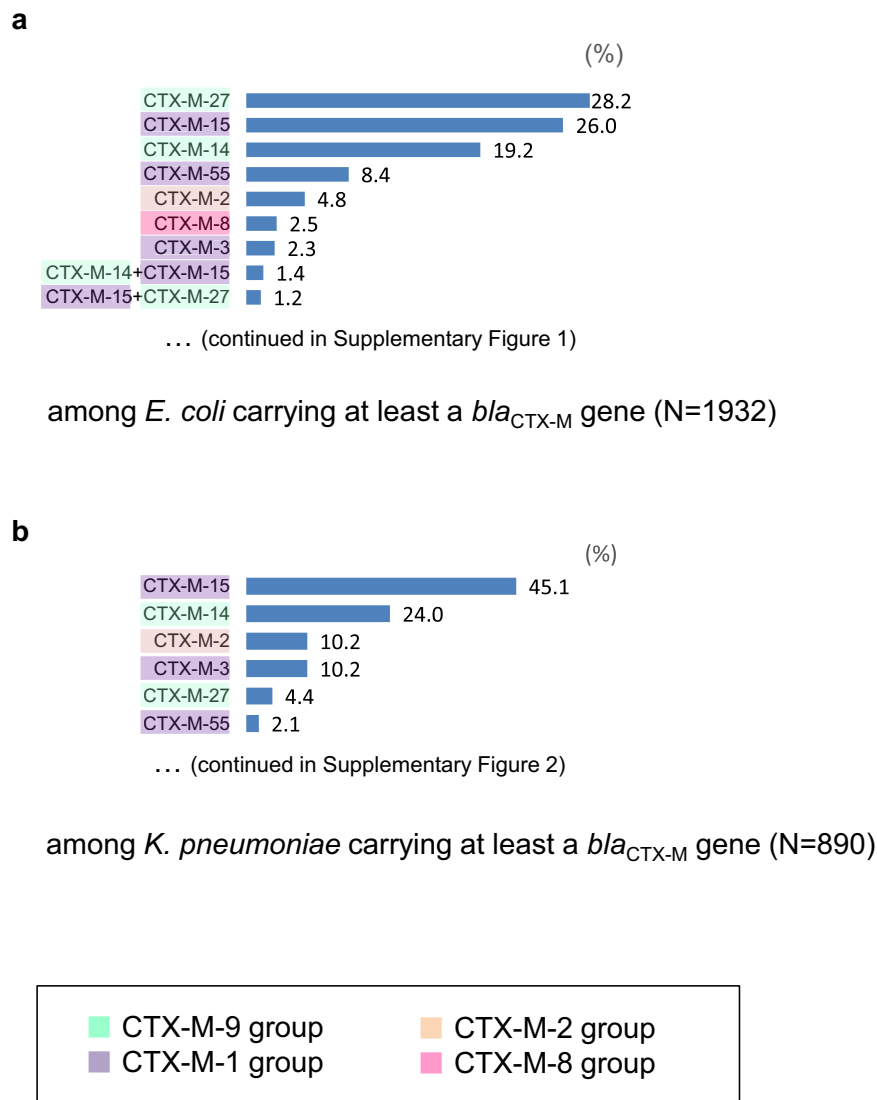 a
(%)
CTX-M-27 28.2
CTX-M-15 26.0
CTX-M-14 19.2
CTX-M-55 8.4
CTX-M-2 4.8
CTX-M-8 2.5
CTX-M-3 2.3
CTX-M-14+CTX-M-15 1.4
CTX-M-15+CTX-M-27 1.2
... (continued in Supplementary Figure 1)
among E. coli carrying at least a blaCTX-M gene (N=1932)
b
(%)
CTX-M-15 45.1
CTX-M-14 24.0
CTX-M-2 10.2
CTX-M-3 10.2
CTX-M-27 4.4
CTX-M-55 2.1
... (continued in Supplementary Figure 2)
among K. pneumoniae carrying at least a blaCTX-M gene (N=890)
CTX-M-9 group CTX-M-2 group
CTX-M-1 group CTX-M-8 group